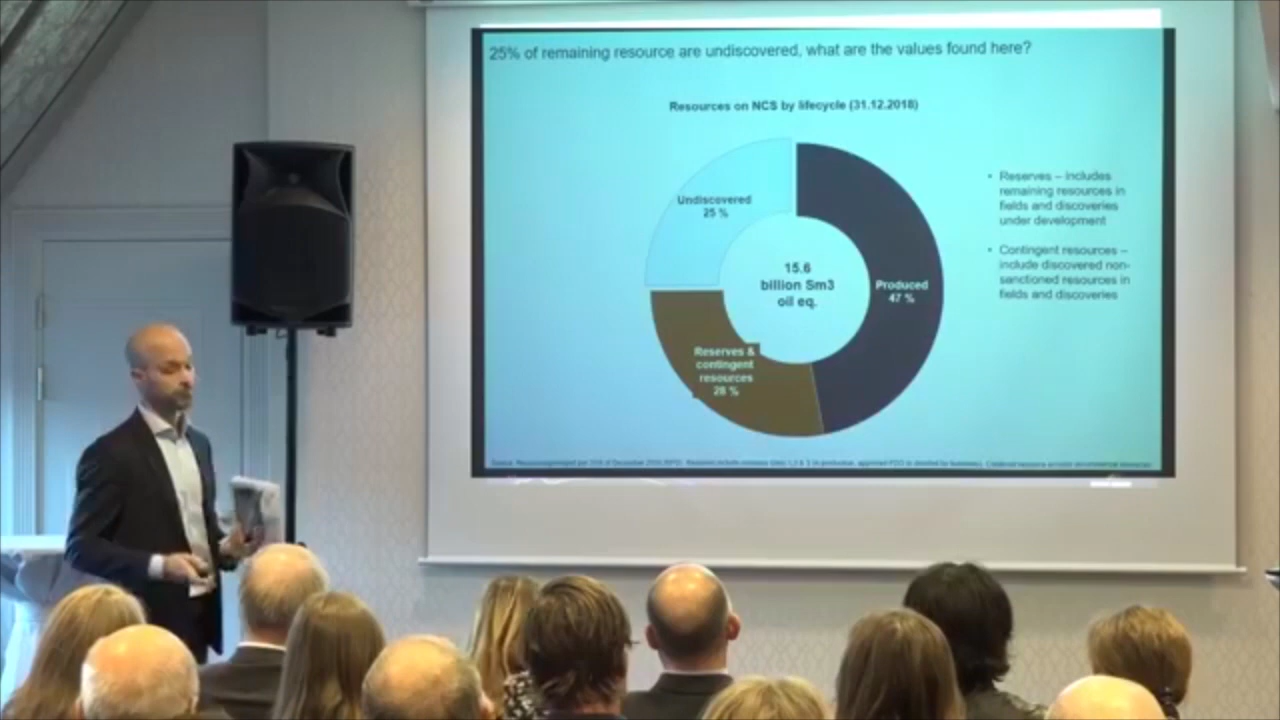 25% of remaining resource are undiscovered, what are the values found here?
Resources on NCS by lifecycle (31.12.2018)
Undiscovered
25 %
15.6
billion Sm3
oil eq.
Produced
47 %
Reserves &
contingent
resources
28 %
• Reserves – includes
remaining resources in
fields and discoveries
under development
• Contingent resources –
include discovered non-
sanctioned resources in
fields and discoveries